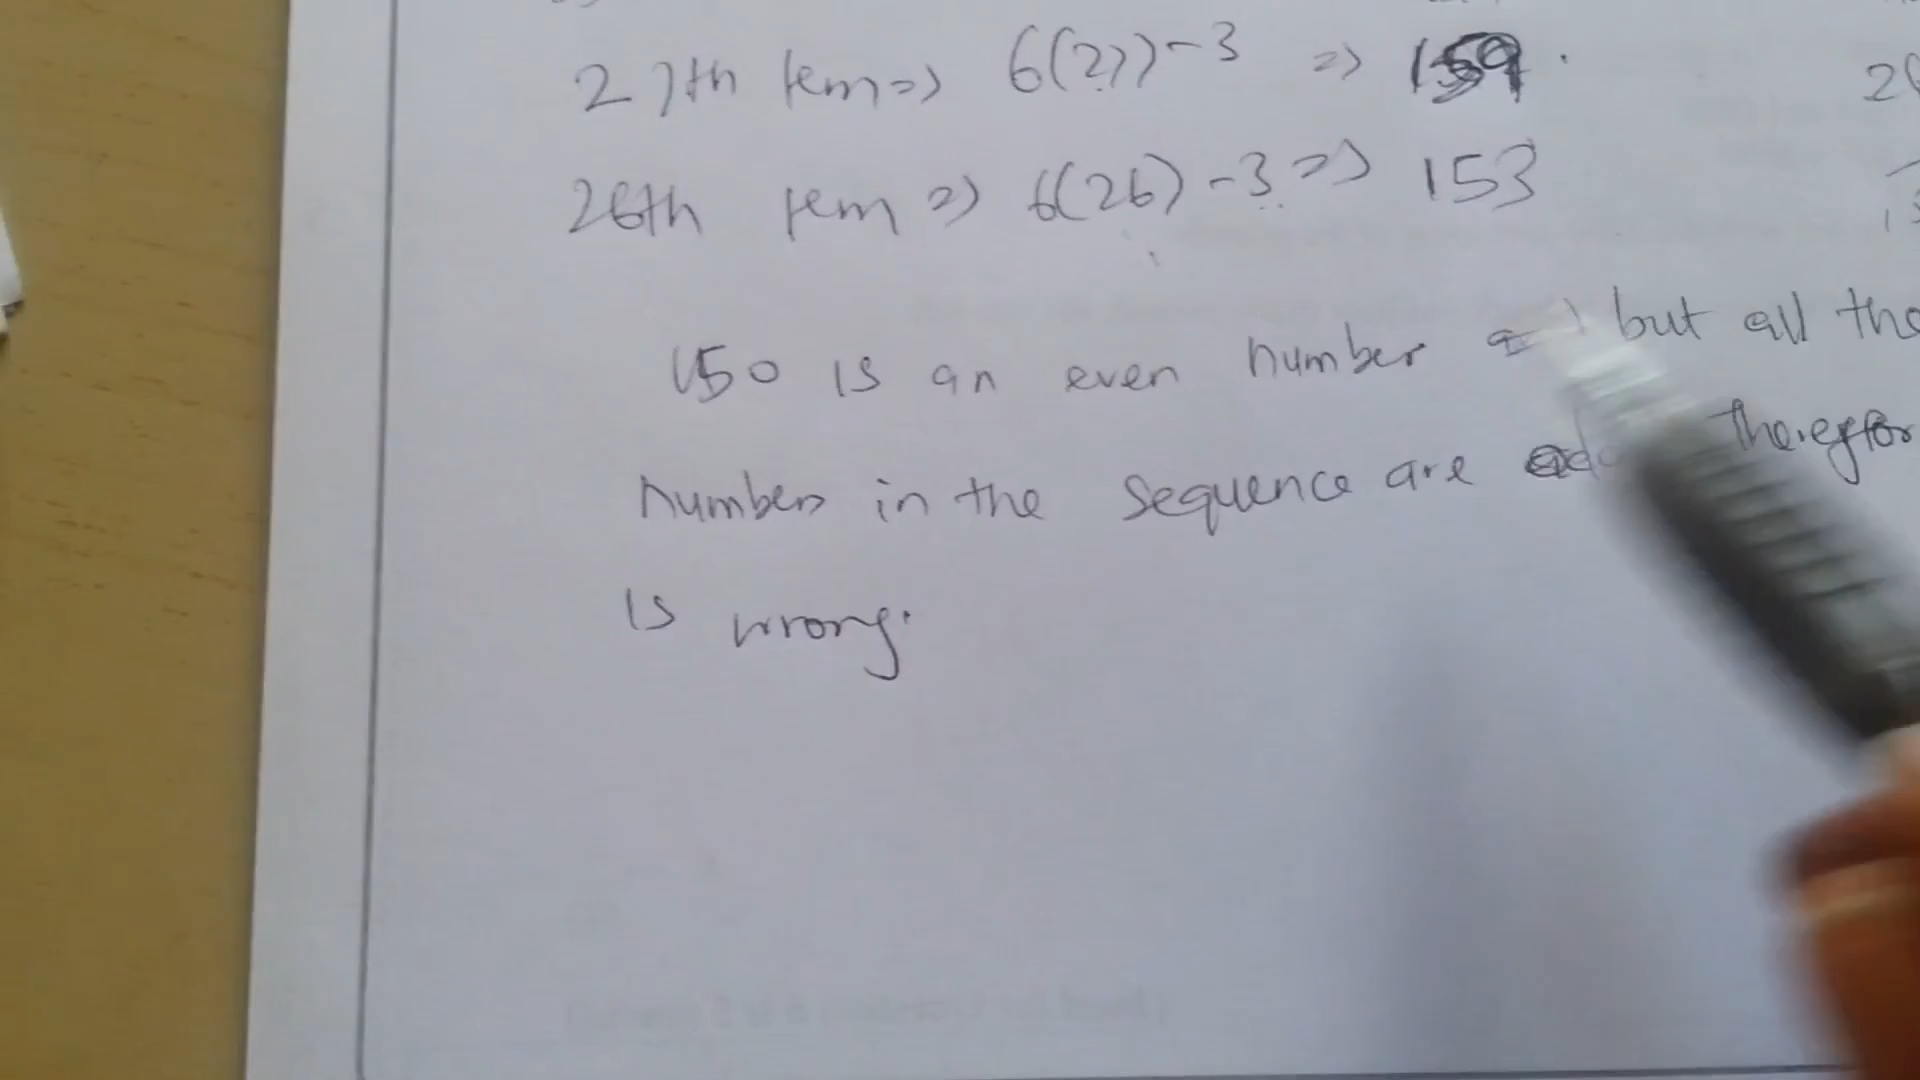 27th term => 6(27)-3 => 159.
26th term => 6(26)-3 => 153
150 is an even number but all the
numbers in the sequence are Therefor
is wrong.